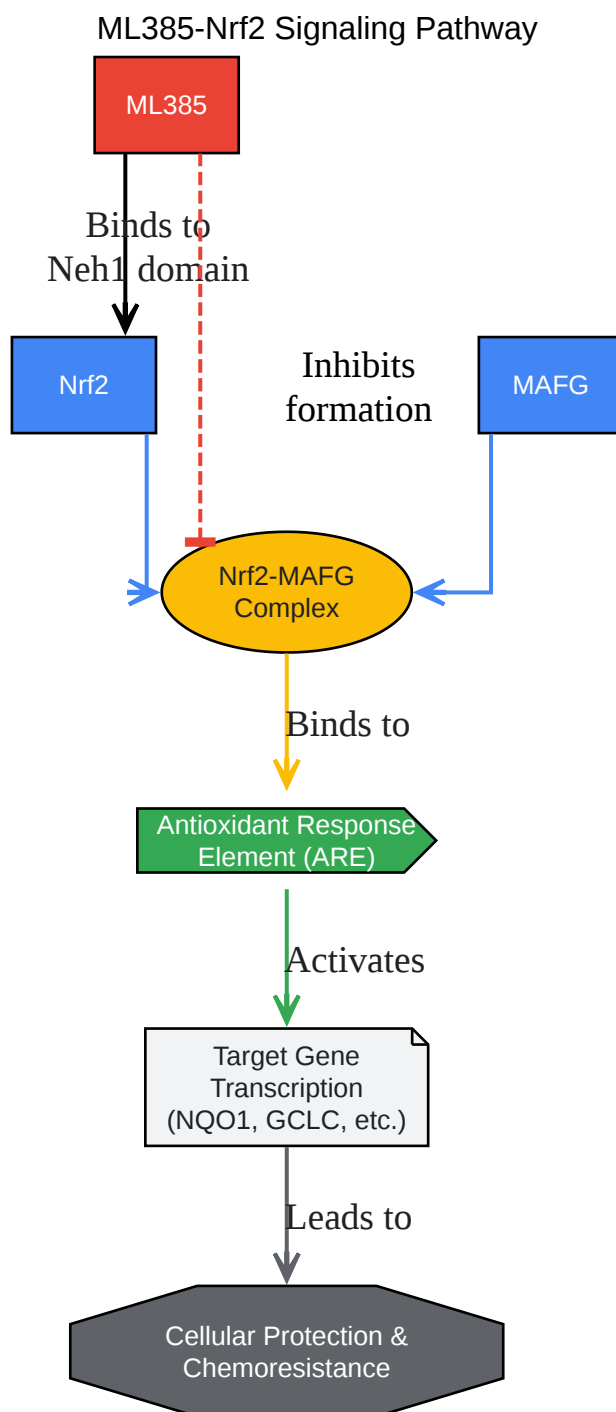 ML385-Nrf2 Signaling Pathway
ML385
Binds to
Neh1 domain
Nrf2
Inhibits
formation
MAFG
Nrf2-MAFG
Complex
Binds to
Antioxidant Response
Element (ARE)
Activates
Target Gene
Transcription
(NQO1, GCLC, etc.)
Leads to
Cellular Protection &
Chemoresistance